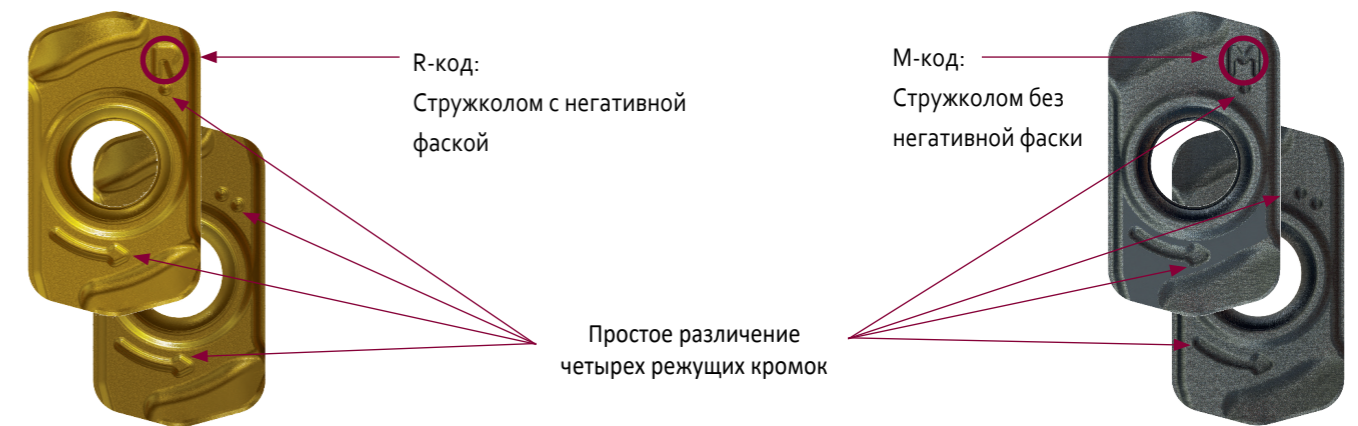 R-код:
Стружколом с негативной
фаской
M-код:
Стружколом без
негативной фаски
M
Простое различение
четырех режущих кромок